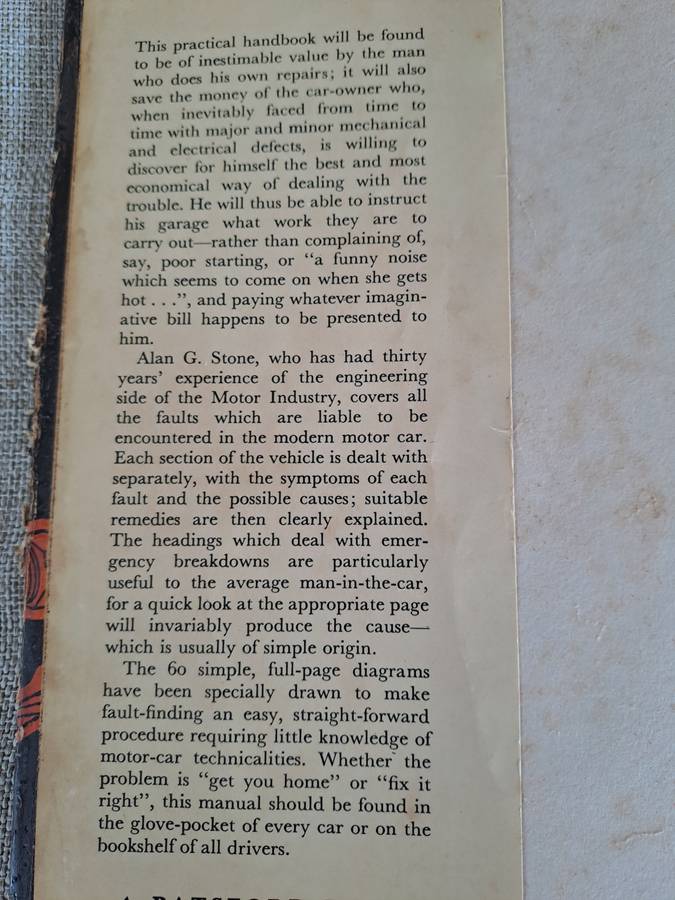 This practical handbook will be found
to be of inestimable value by the man
who does his own repairs; it will also
save the money of the car-owner who,
when inevitably faced from time to
time with major and minor mechanical
and electrical defects, is willing to
discover for himself the best and most
economical way of dealing with the
trouble. He will thus be able to instruct
his garage what work they are to
carry out—rather than complaining of,
say, poor starting, or “a funny noise
which seems to come on when she gets
hot . . .”, and paying whatever imagin-
ative bill happens to be presented to
him.
Alan G. Stone, who has had thirty
years’ experience of the engineering
side of the Motor Industry, covers all
the faults which are liable to be
encountered in the modern motor car.
Each section of the vehicle is dealt with
separately, with the symptoms of each
fault and the possible causes; suitable
remedies are then clearly explained.
The headings which deal with emer-
gency breakdowns are particularly
useful to the average man-in-the-car,
for a quick look at the appropriate page
will invariably produce the cause—
which is usually of simple origin.
The 60 simple, full-page diagrams
have been specially drawn to make
fault-finding an easy, straight-forward
procedure requiring little knowledge of
motor-car technicalities. Whether the
problem is “get you home” or “fix it
right”, this manual should be found in
the glove-pocket of every car or on the
bookshelf of all drivers.
A BATSFORD